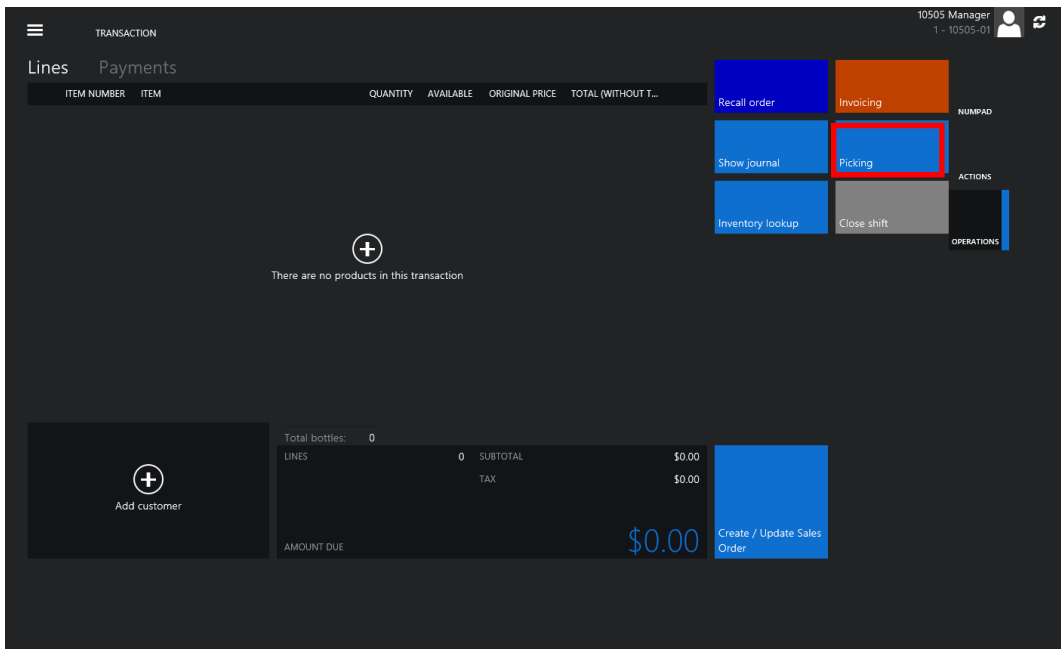 10505 Manager
1 - 10505-01
TRANSACTION
Lines Payments
ITEM NUMBER ITEM QUANTITY AVAILABLE ORIGINAL PRICE TOTAL (WITHOUT T...
There are no products in this transaction
Recall order
Invoicing
Show journal
Picking
Inventory lookup
Close shift
NUMPAD
ACTIONS
OPERATIONS
Add customer
Total bottles: 0
LINES 0 SUBTOTAL $0.00
TAX $0.00
AMOUNT DUE $0.00
Create / Update Sales
Order